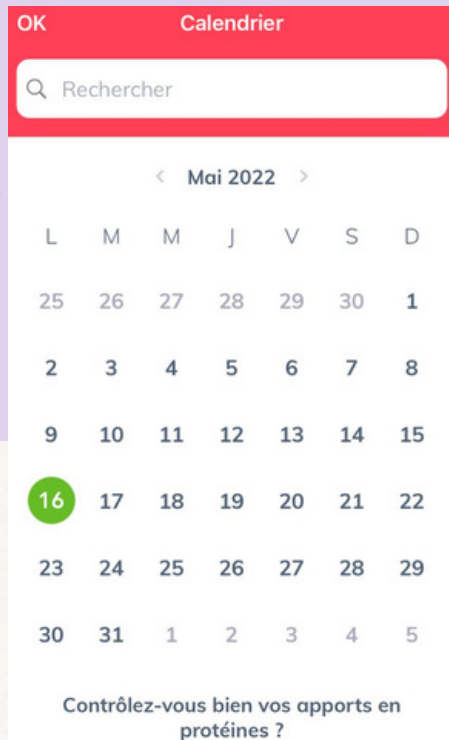 OK Calendrier
Rechercher
< Mai 2022 >
L M M J V S D
25 26 27 28 29 30 1
2 3 4 5 6 7 8
9 10 11 12 13 14 15
16 17 18 19 20 21 22
23 24 25 26 27 28 29
30 31 1 2 3 4 5
Contrôlez-vous bien vos apports en
protéines ?